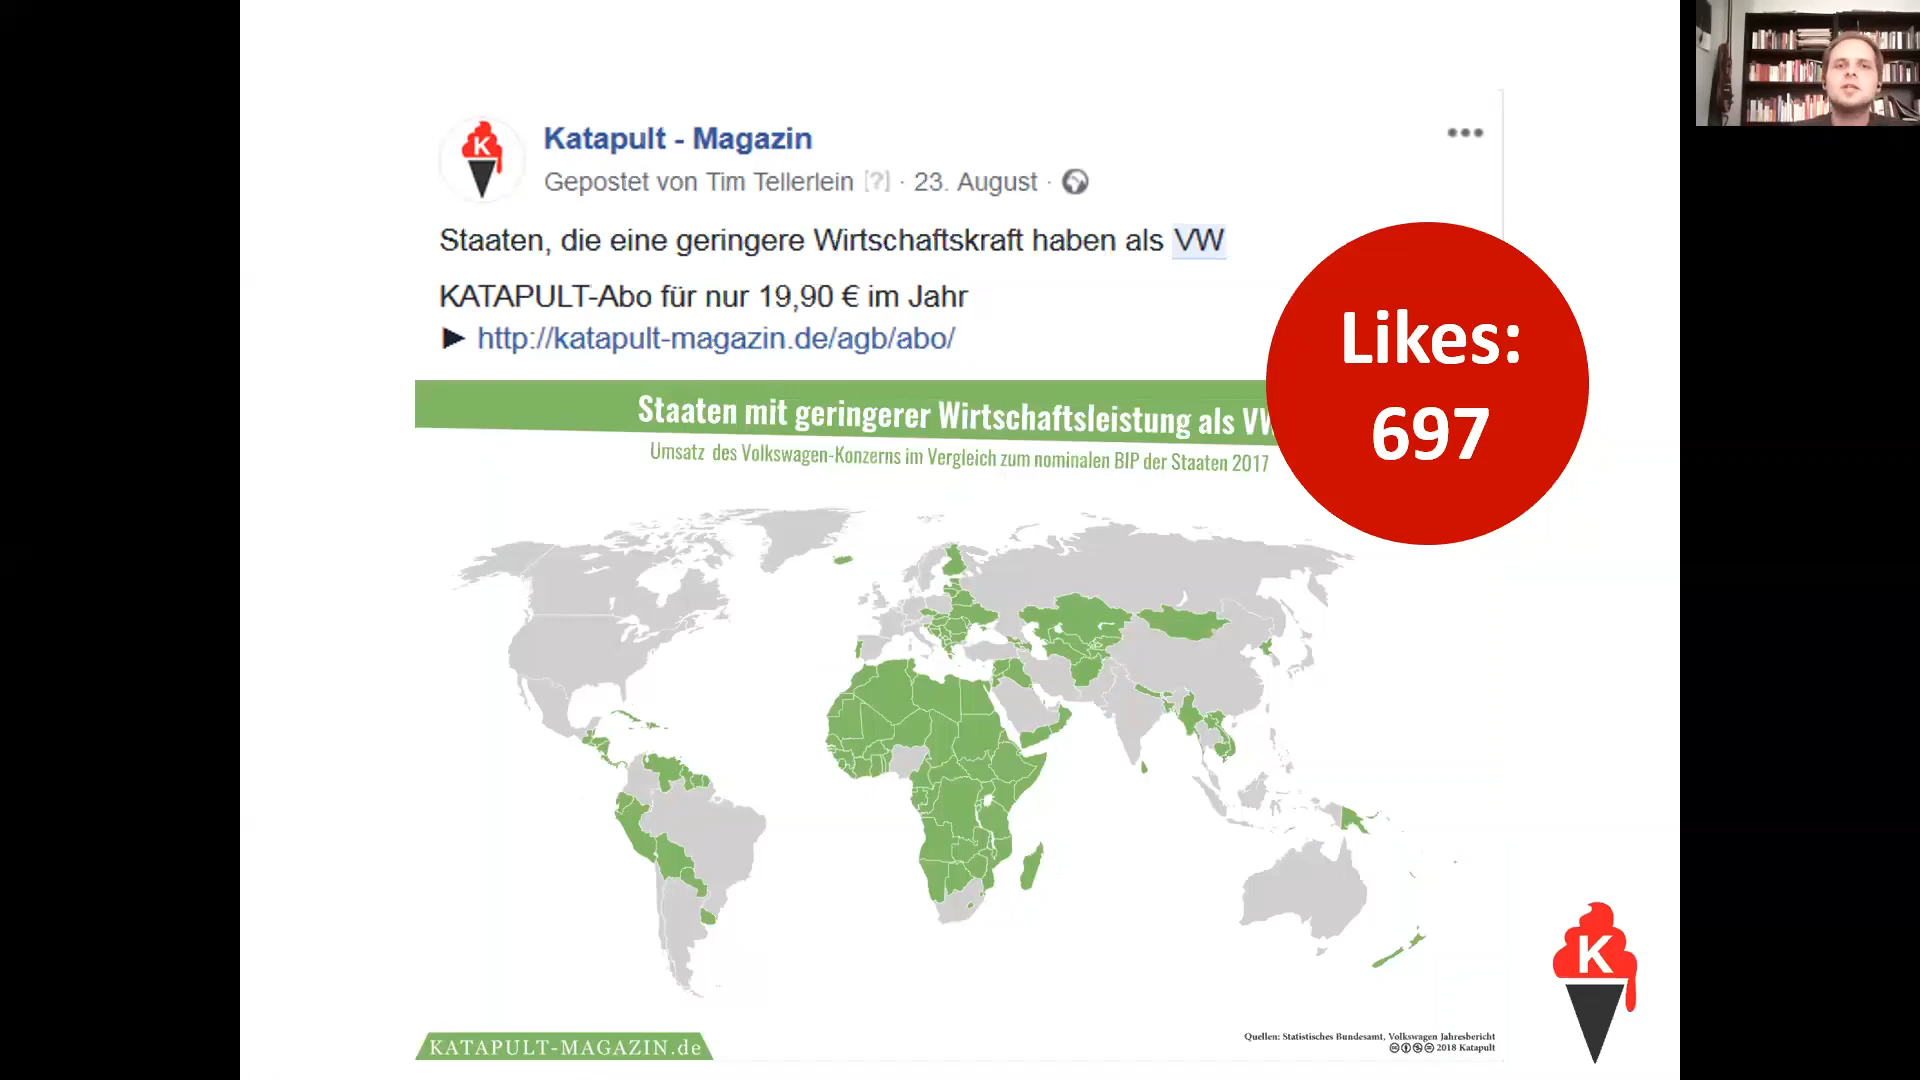 K
Katapult - Magazin
Gepostet von Tim Tellerlein [?] · 23. August ·
Staaten, die eine geringere Wirtschaftskraft haben als VW
KATAPULT-Abo für nur 19,90 € im Jahr
► http://katapult-magazin.de/agb/abo/
Likes:
697
Staaten mit geringerer Wirtschaftsleistung als VW
Umsatz des Volkswagen-Konzerns im Vergleich zum nominalen BIP der Staaten 2017
K
KATAPULT-MAGAZIN.de
Quellen: Statistisches Bundesamt, Volkswagen Jahresbericht
2018 Katapult